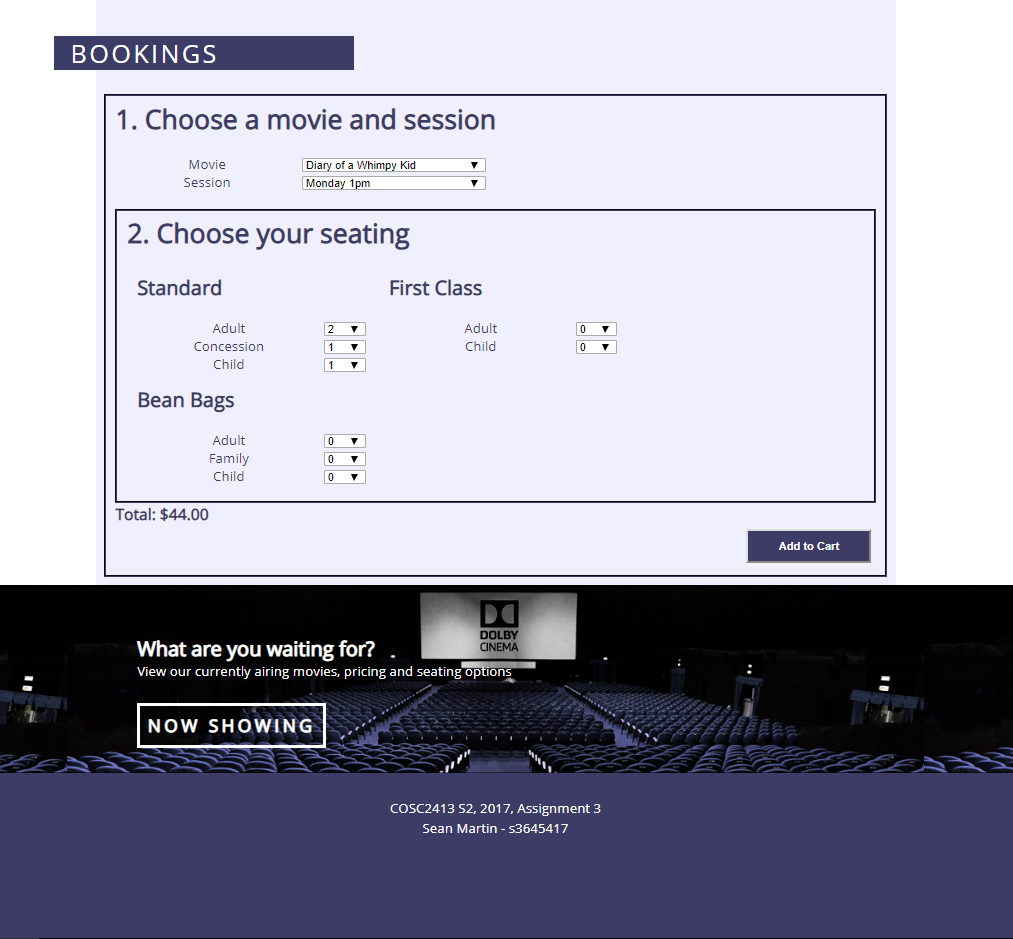 BOOKINGS
1. Choose a movie and session
Movie Diary of a Whimpy Kid
Session Monday 1pm
2. Choose your seating
Standard First Class
Adult 2 Adult 0
Concession 1 Child 0
Child 1
Bean Bags
Adult 0
Family 0
Child 0
Total: $44.00
Add to Cart
DOLBY
CINEMA
What are you waiting for?
View our currently airing movies, pricing and seating options
NOW SHOWING
COSC2413 S2, 2017, Assignment 3
Sean Martin - s3645417